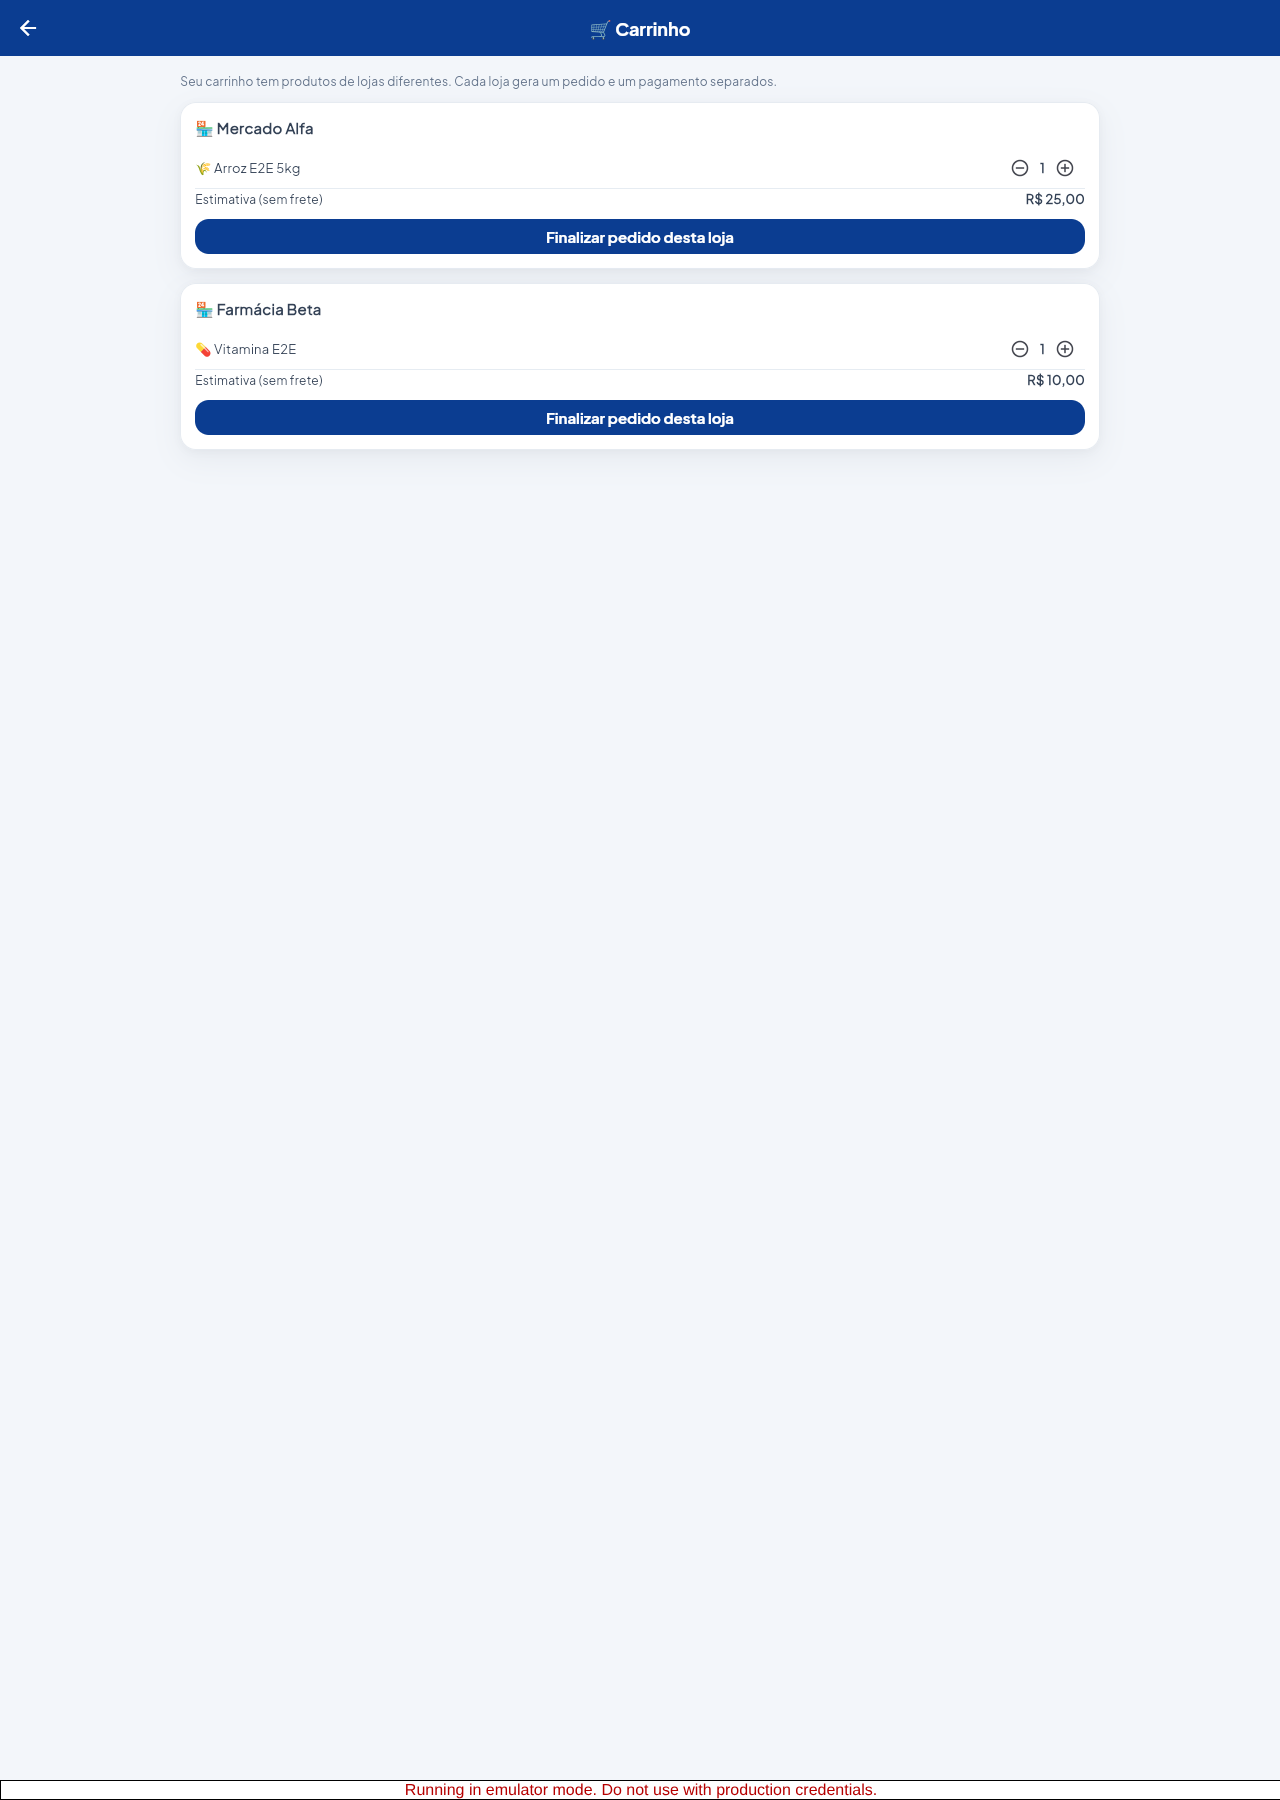 🛒 Carrinho
Seu carrinho tem produtos de lojas diferentes. Cada loja gera um pedido e um pagamento separados.
🏪 Mercado Alfa
🌾 Arroz E2E 5kg 1
Estimativa (sem frete) R$ 25,00
Finalizar pedido desta loja
🏪 Farmácia Beta
💊 Vitamina E2E 1
Estimativa (sem frete) R$ 10,00
Finalizar pedido desta loja
Running in emulator mode. Do not use with production credentials.